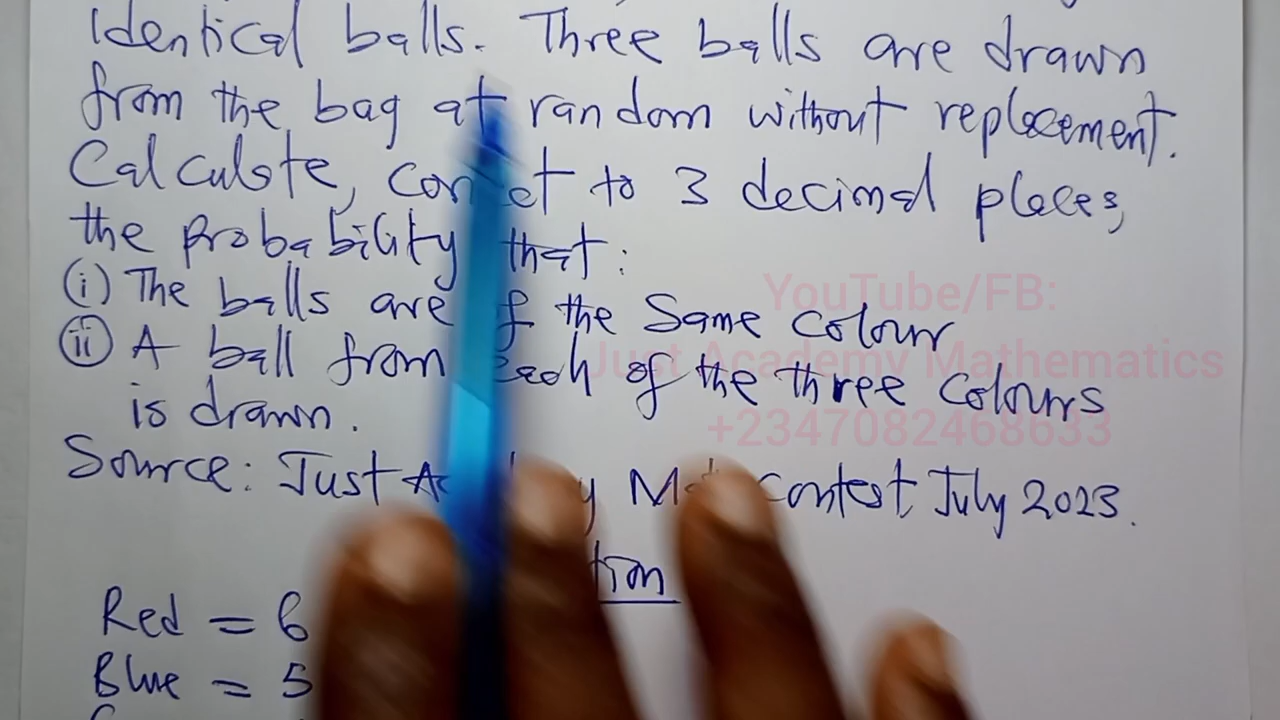 identical balls. Three balls are drawn
from the bag at random without replacement.
Calculate, to 3 decimal places,
the probability that:
(i) The balls are the same colour
(ii) A ball from each of the three colours
is drawn.
Source: Just Contest, July 2023.
Red = 6
Blue = 5
YouTube/FB:
Just Academy Mathematics
+2347082468633